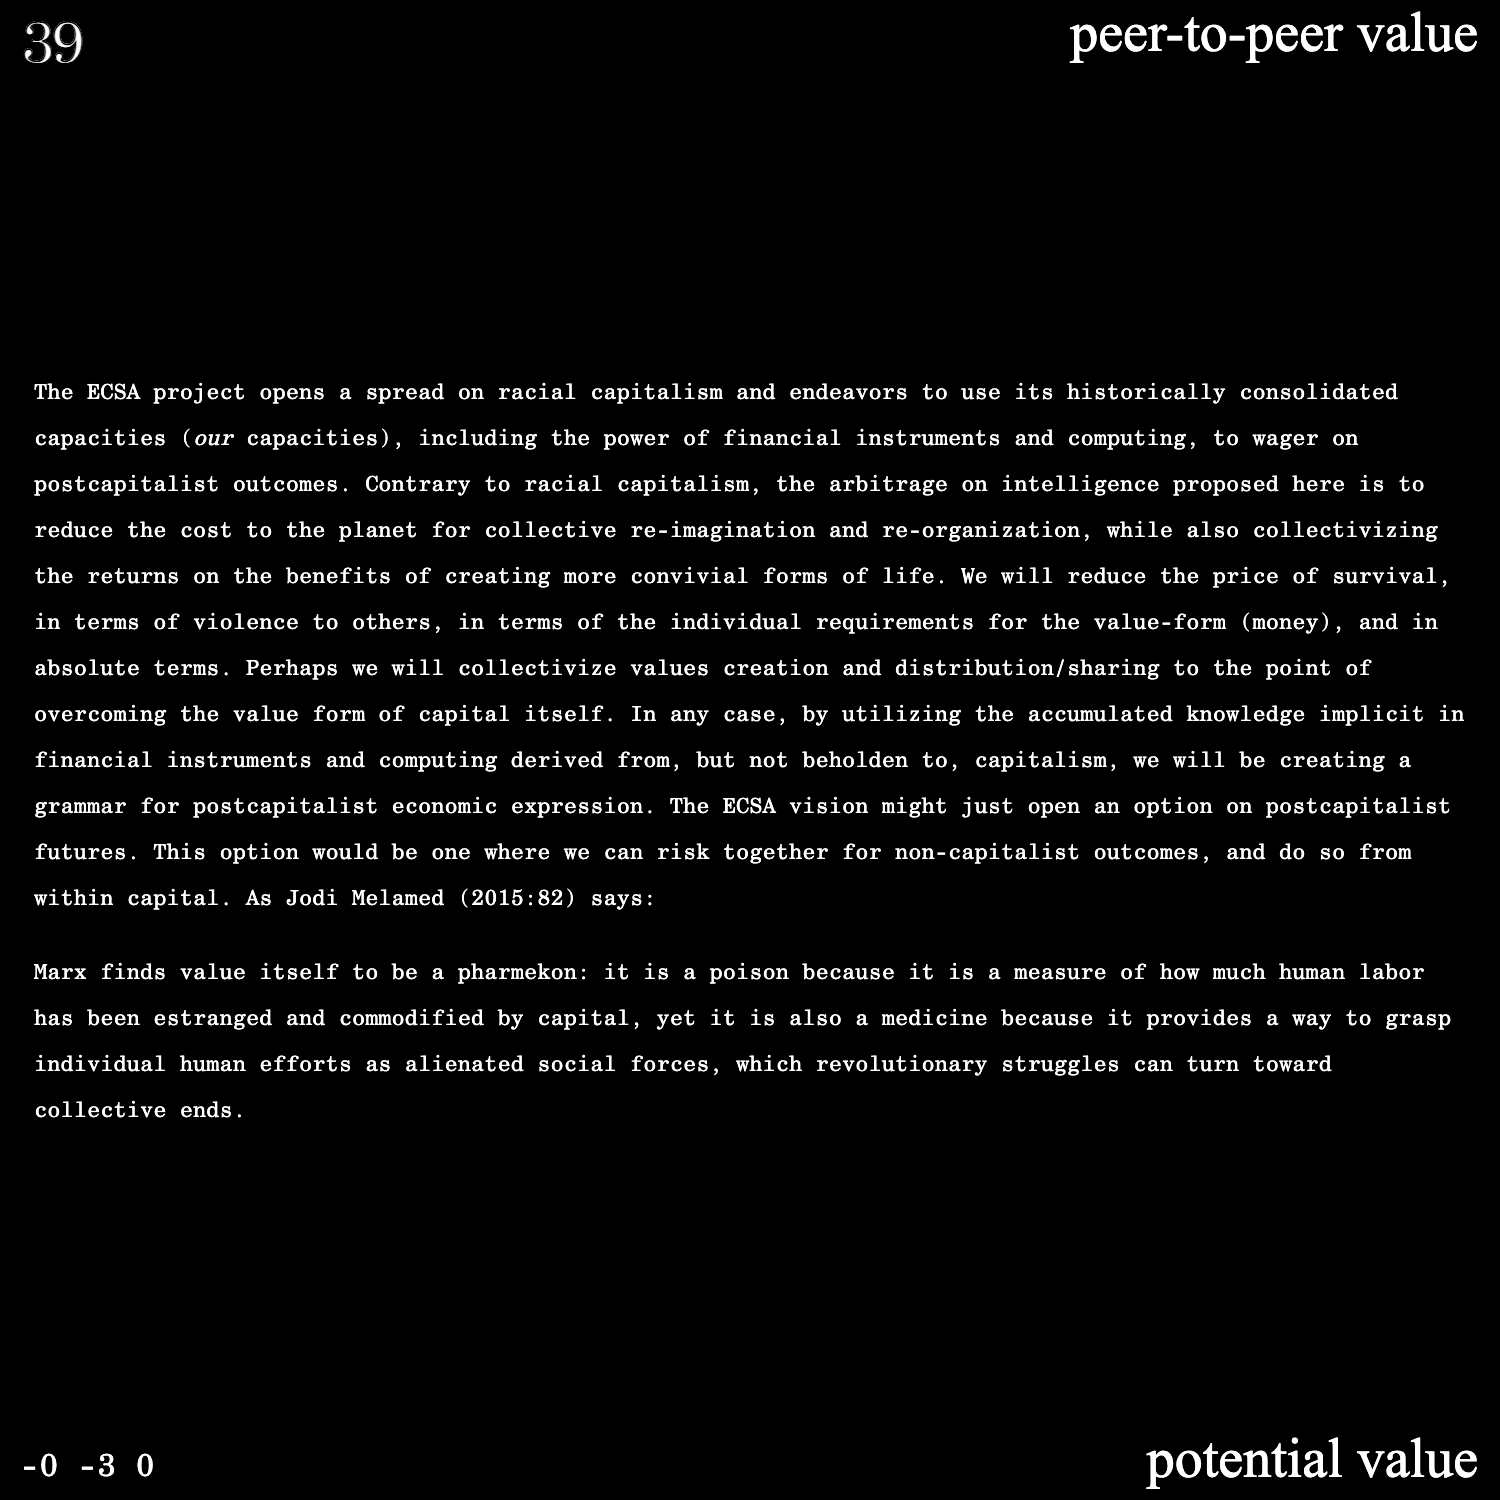 39
peer-to-peer value
The ECSA project opens a spread on racial capitalism and endeavors to use its historically consolidated
capacities (our capacities), including the power of financial instruments and computing, to wager on
postcapitalist outcomes. Contrary to racial capitalism, the arbitrage on intelligence proposed here is to
reduce the cost to the planet for collective re-imagination and re-organization, while also collectivizing
the returns on the benefits of creating more convivial forms of life. We will reduce the price of survival,
in terms of violence to others, in terms of the individual requirements for the value-form (money), and in
absolute terms. Perhaps we will collectivize values creation and distribution/sharing to the point of
overcoming the value form of capital itself. In any case, by utilizing the accumulated knowledge implicit in
financial instruments and computing derived from, but not beholden to, capitalism, we will be creating a
grammar for postcapitalist economic expression. The ECSA vision might just open an option on postcapitalist
futures. This option would be one where we can risk together for non-capitalist outcomes, and do so from
within capital. As Jodi Melamed (2015:82) says:
Marx finds value itself to be a pharmekon: it is a poison because it is a measure of how much human labor
has been estranged and commodified by capital, yet it is also a medicine because it provides a way to grasp
individual human efforts as alienated social forces, which revolutionary struggles can turn toward
collective ends.
-0 -3 0
potential value